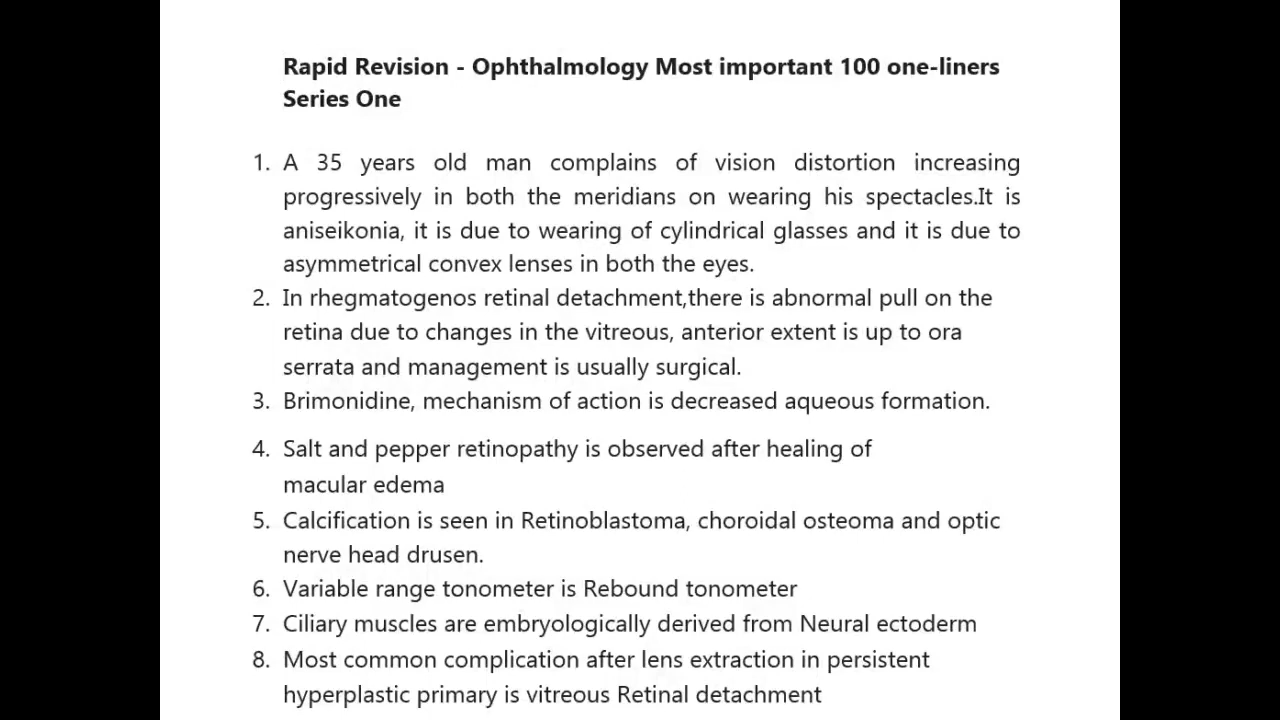 Rapid Revision - Ophthalmology Most important 100 one-liners
Series One
1. A 35 years old man complains of vision distortion increasing
progressively in both the meridians on wearing his spectacles.It is
aniseikonia, it is due to wearing of cylindrical glasses and it is due to
asymmetrical convex lenses in both the eyes.
2. In rhegmatogenos retinal detachment,there is abnormal pull on the
retina due to changes in the vitreous, anterior extent is up to ora
serrata and management is usually surgical.
3. Brimonidine, mechanism of action is decreased aqueous formation.
4. Salt and pepper retinopathy is observed after healing of
macular edema
5. Calcification is seen in Retinoblastoma, choroidal osteoma and optic
nerve head drusen.
6. Variable range tonometer is Rebound tonometer
7. Ciliary muscles are embryologically derived from Neural ectoderm
8. Most common complication after lens extraction in persistent
hyperplastic primary is vitreous Retinal detachment